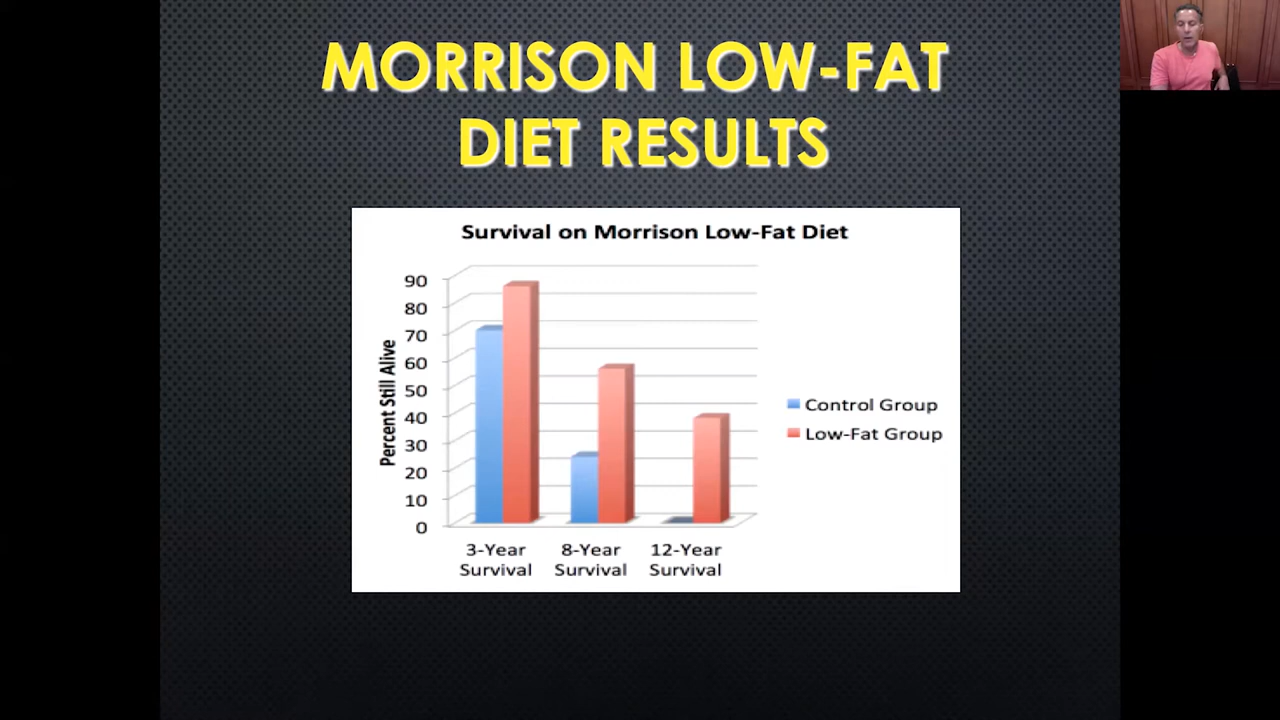 MORRISON LOW-FAT
DIET RESULTS
Survival on Morrison Low-Fat Diet
Percent Still Alive
90
80
70
60
50
40
30
20
10
0
3-Year
Survival
8-Year
Survival
12-Year
Survival
Control Group
Low-Fat Group